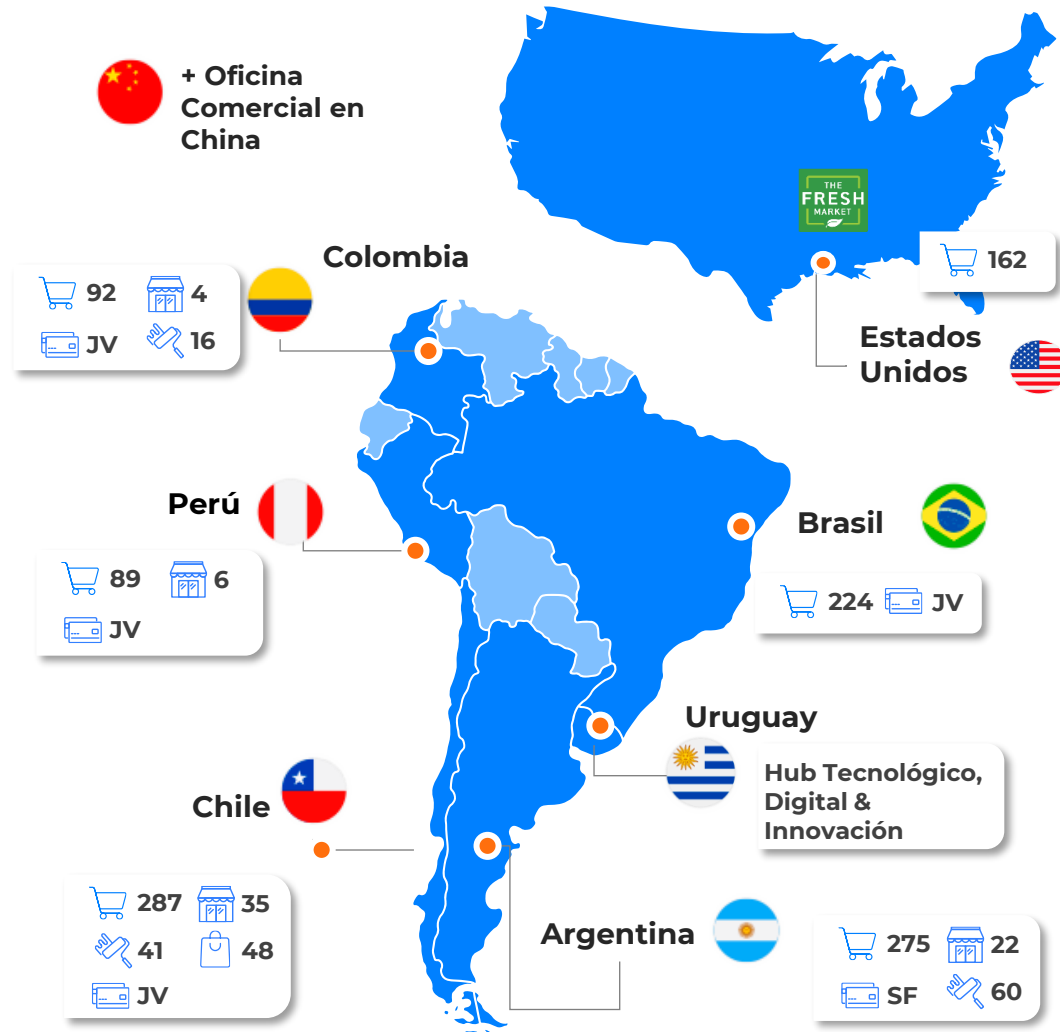 + Oficina
Comercial en
China
THE
FRESH
MARKET
162
Estados
Unidos
Colombia
92 4
JV 16
Perú
89 6
JV
Brasil
224 JV
Uruguay
Hub Tecnológico,
Digital &
Innovación
Chile
287 35
41 48
JV
Argentina
275 22
SF 60